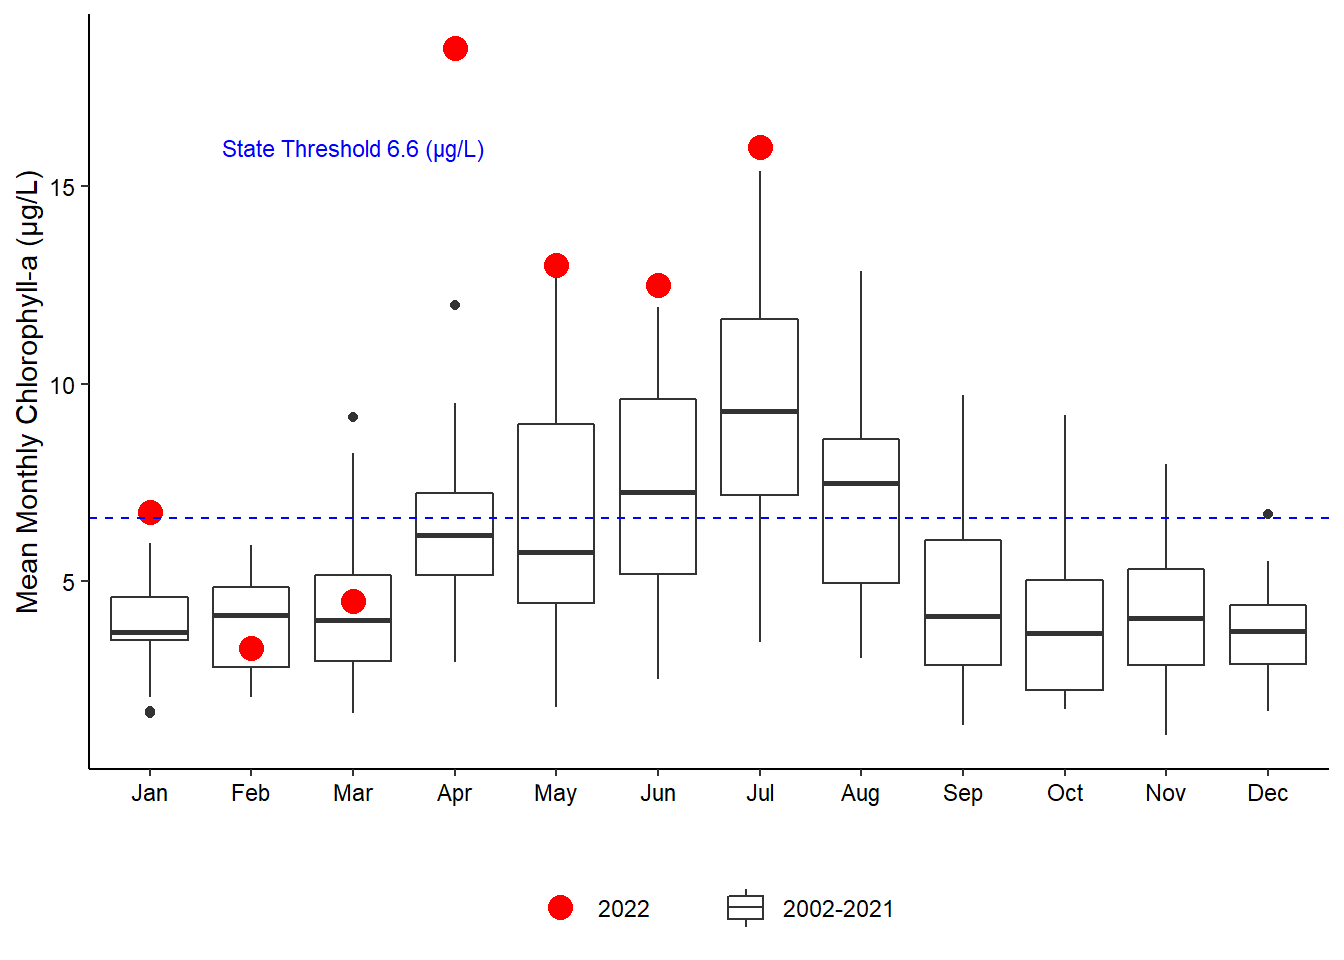 State Threshold 6.6 (µg/L)
Mean Monthly Chlorophyll-a (µg/L)
15
10
5
Jan Feb Mar Apr May Jun Jul Aug Sep Oct Nov Dec
2022 2002-2021